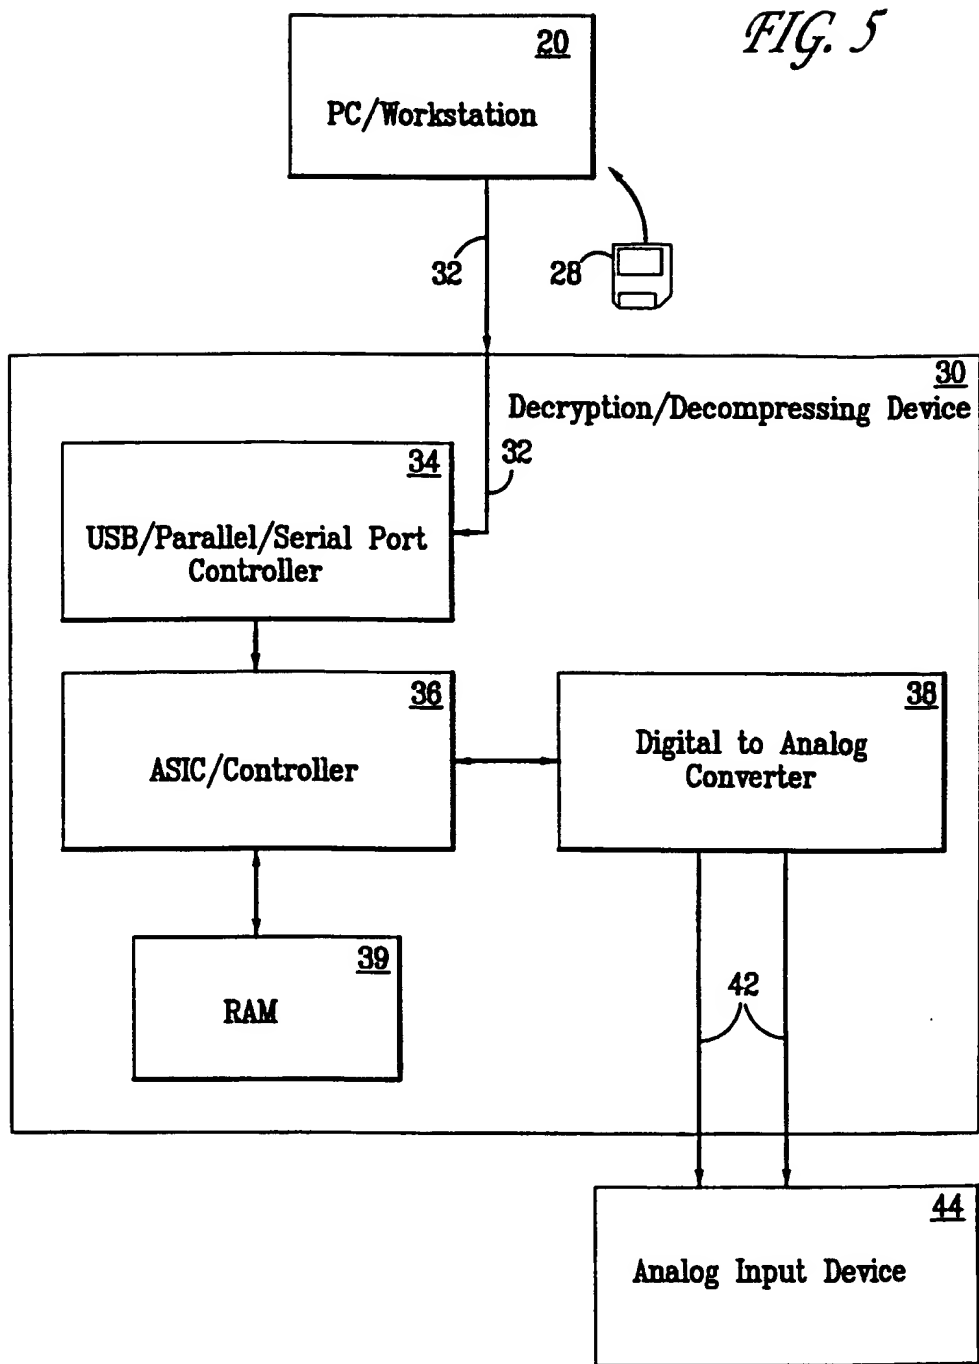 FIG. 5
20
PC/Workstation
32
28
30
Decryption/Decompressing Device
32
34
USB/Parallel/Serial Port
Controller
36
ASIC/Controller
38
Digital to Analog
Converter
39
RAM
42
44
Analog Input Device